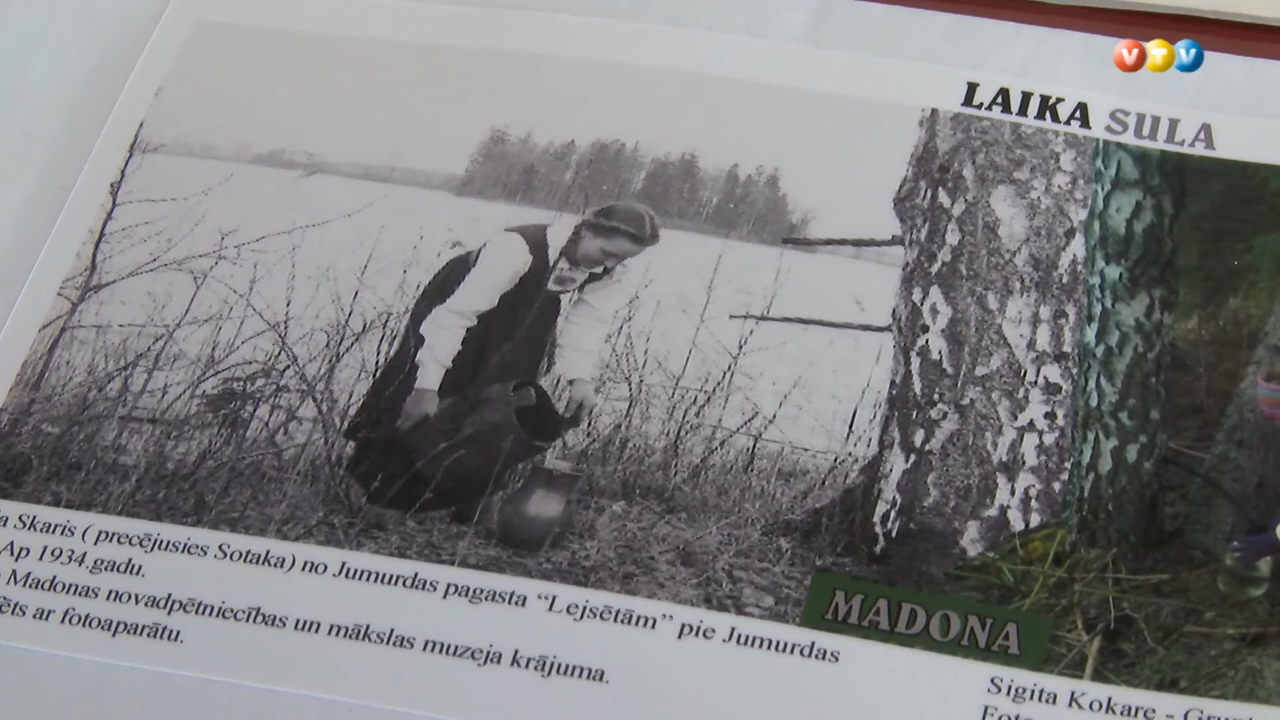 VTV
LAIKA SULA
a Skaris ( precējusies Sotaka) no Jumurdas pagasta “Lejsētām” pie Jumurdas
Ap 1934.gadu.
Madonas novadpētniecības un mākslas muzeja krājuma.
fēts ar fotoaparātu.
MADONA
Sigita Kokare -